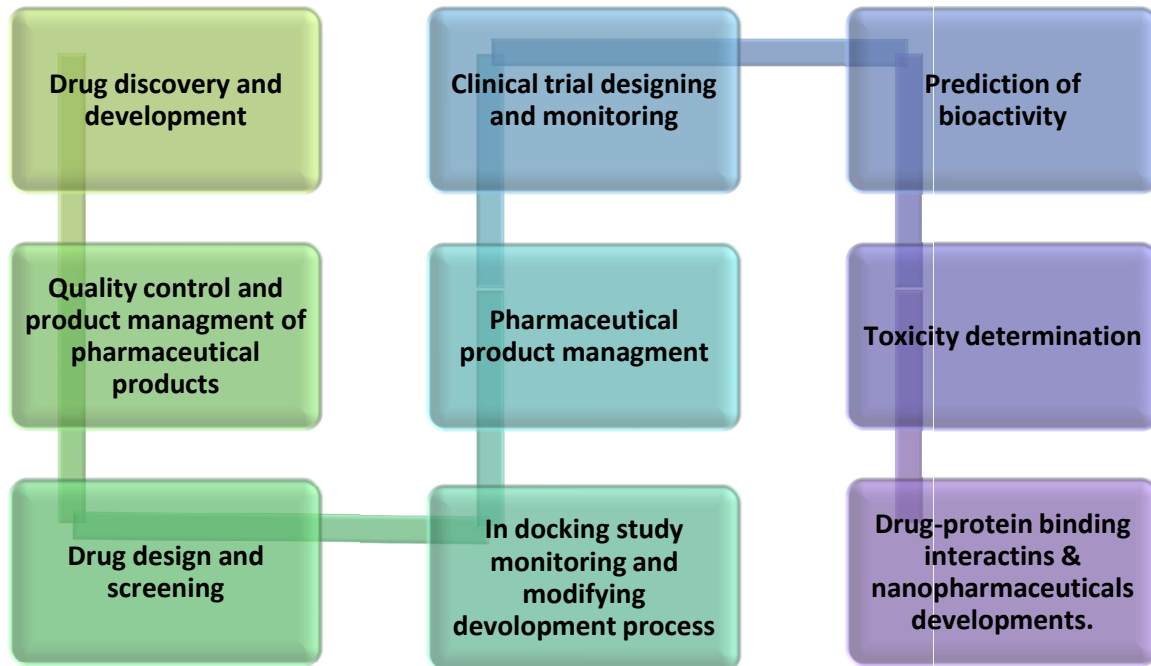 Drug discovery and
development
Quality control and
product managment of
pharmaceutical
products
Drug design and
screening
In docking study
monitoring and
modifying
devolopment process
Pharmaceutical
product managment
Clinical trial designing
and monitoring
Prediction of
bioactivity
Toxicity determination
Drug-protein binding
interactins &
nanopharmaceuticals
developments.